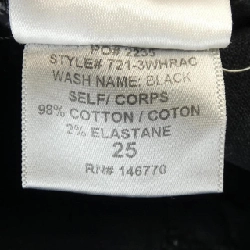 PO# 2235
STYLE# 721-3WHRAC
WASH NAME: BLACK
SELF/ CORPS
98% COTTON / COTON
2% ELASTANE
25
RN# 146770